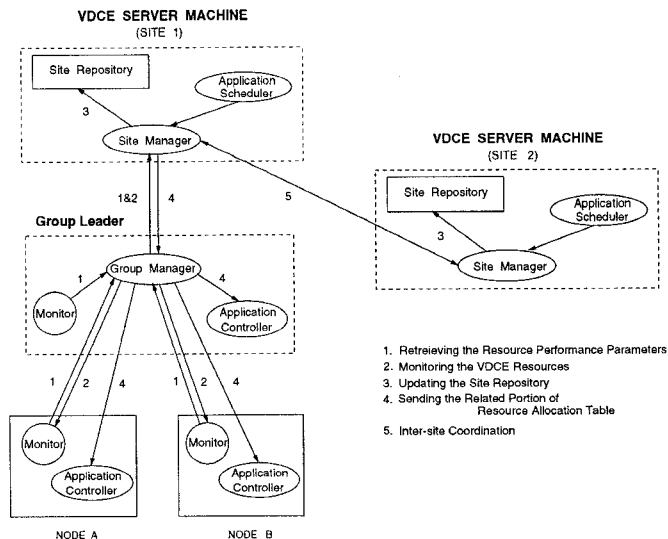 VDCE SERVER MACHINE
(SITE 1)
Site Repository
Application
Scheduler
3
Site Manager
VDCE SERVER MACHINE
(SITE 2)
Site Repository
Application
Scheduler
3
Site Manager
1&2
4
5
Group Leader
Group Manager
1
4
Monitor
Application
Controller
1
2
4
1
2
4
Monitor
Application
Controller
NODE A
Monitor
Application
Controller
NODE B
1. Retreieving the Resource Performance Parameters
2. Monitoring the VDCE Resources
3. Updating the Site Repository
4. Sending the Related Portion of
Resource Allocation Table
5. Inter-site Coordination